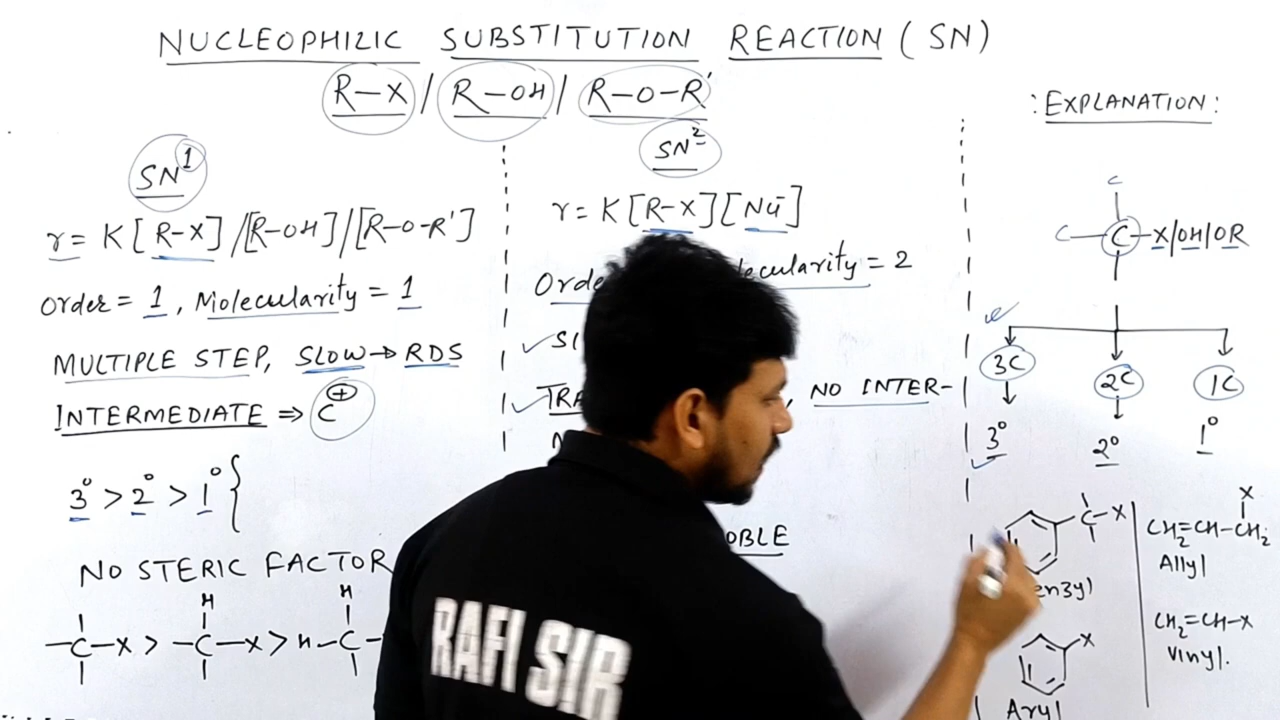 NUCLEOPHILIC SUBSTITUTION REACTION (SN)
R-X / R-OH / R-O-R'
SN¹
r = K[R-X]/[R-OH]/[R-O-R']
Order = 1, Molecularity = 1
MULTIPLE STEP, SLOW → RDS
INTERMEDIATE ⇒ C⊕
3° > 2° > 1° {
NO STERIC FACTOR
H H
-C-X > -C-X > H-C-
SN²
r = K[R-X][Nu⁻]
Orde ecularity = 2
✓
✓ , NO INTER-
: EXPLANATION :
C
C-C-X/OH/OR
✓
3C 2C 1C
3° 2° 1°
✓
C-X
X
CH₂=CH-CH₂
Allyl
X
Aryl
CH₂=CH-X
Vinyl.
RAFI SIR